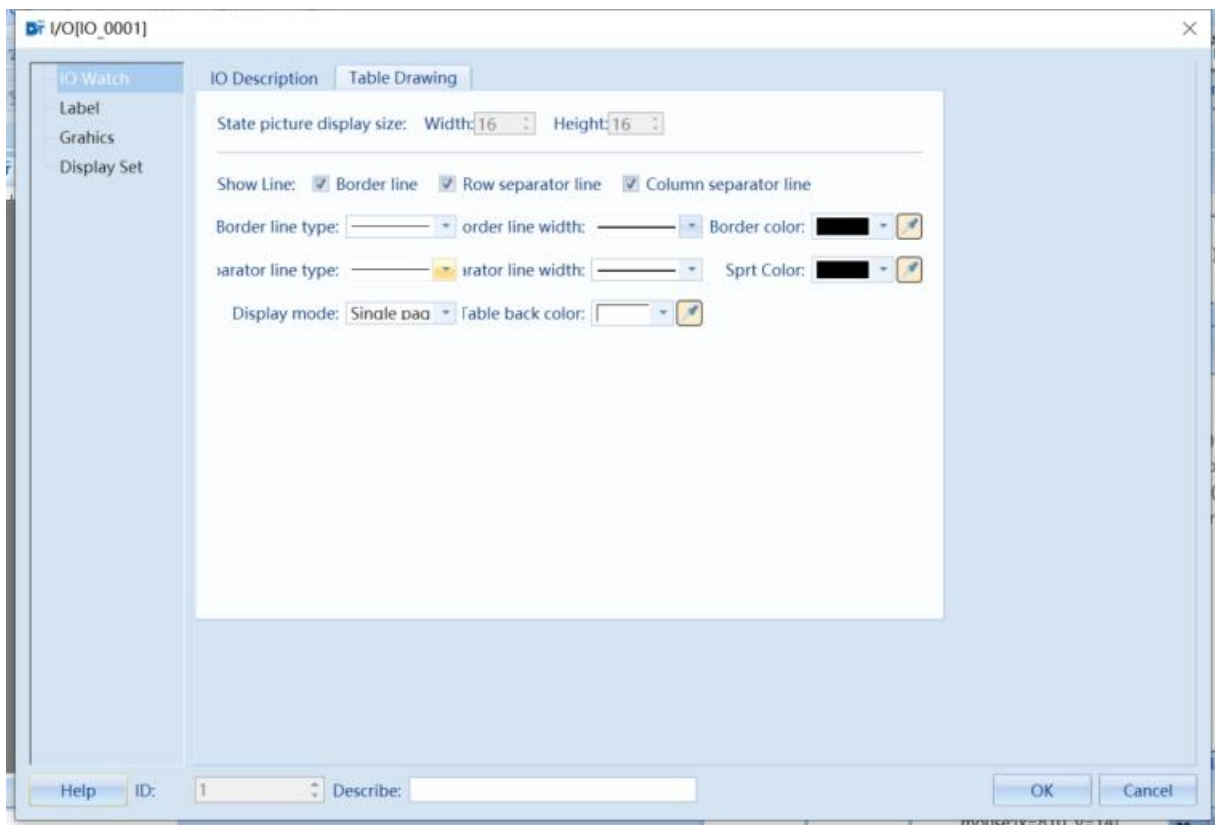 I/O[IO_0001]
IO Watch
Label
Grahics
Display Set
IO Description Table Drawing
State picture display size: Width: 16 Height: 16
Show Line: Border line Row separator line Column separator line
Border line type: order line width: Border color:
arator line type: rator line width: Sprt Color:
Display mode: Single pag Table back color:
Help ID: 1 Describe: OK Cancel